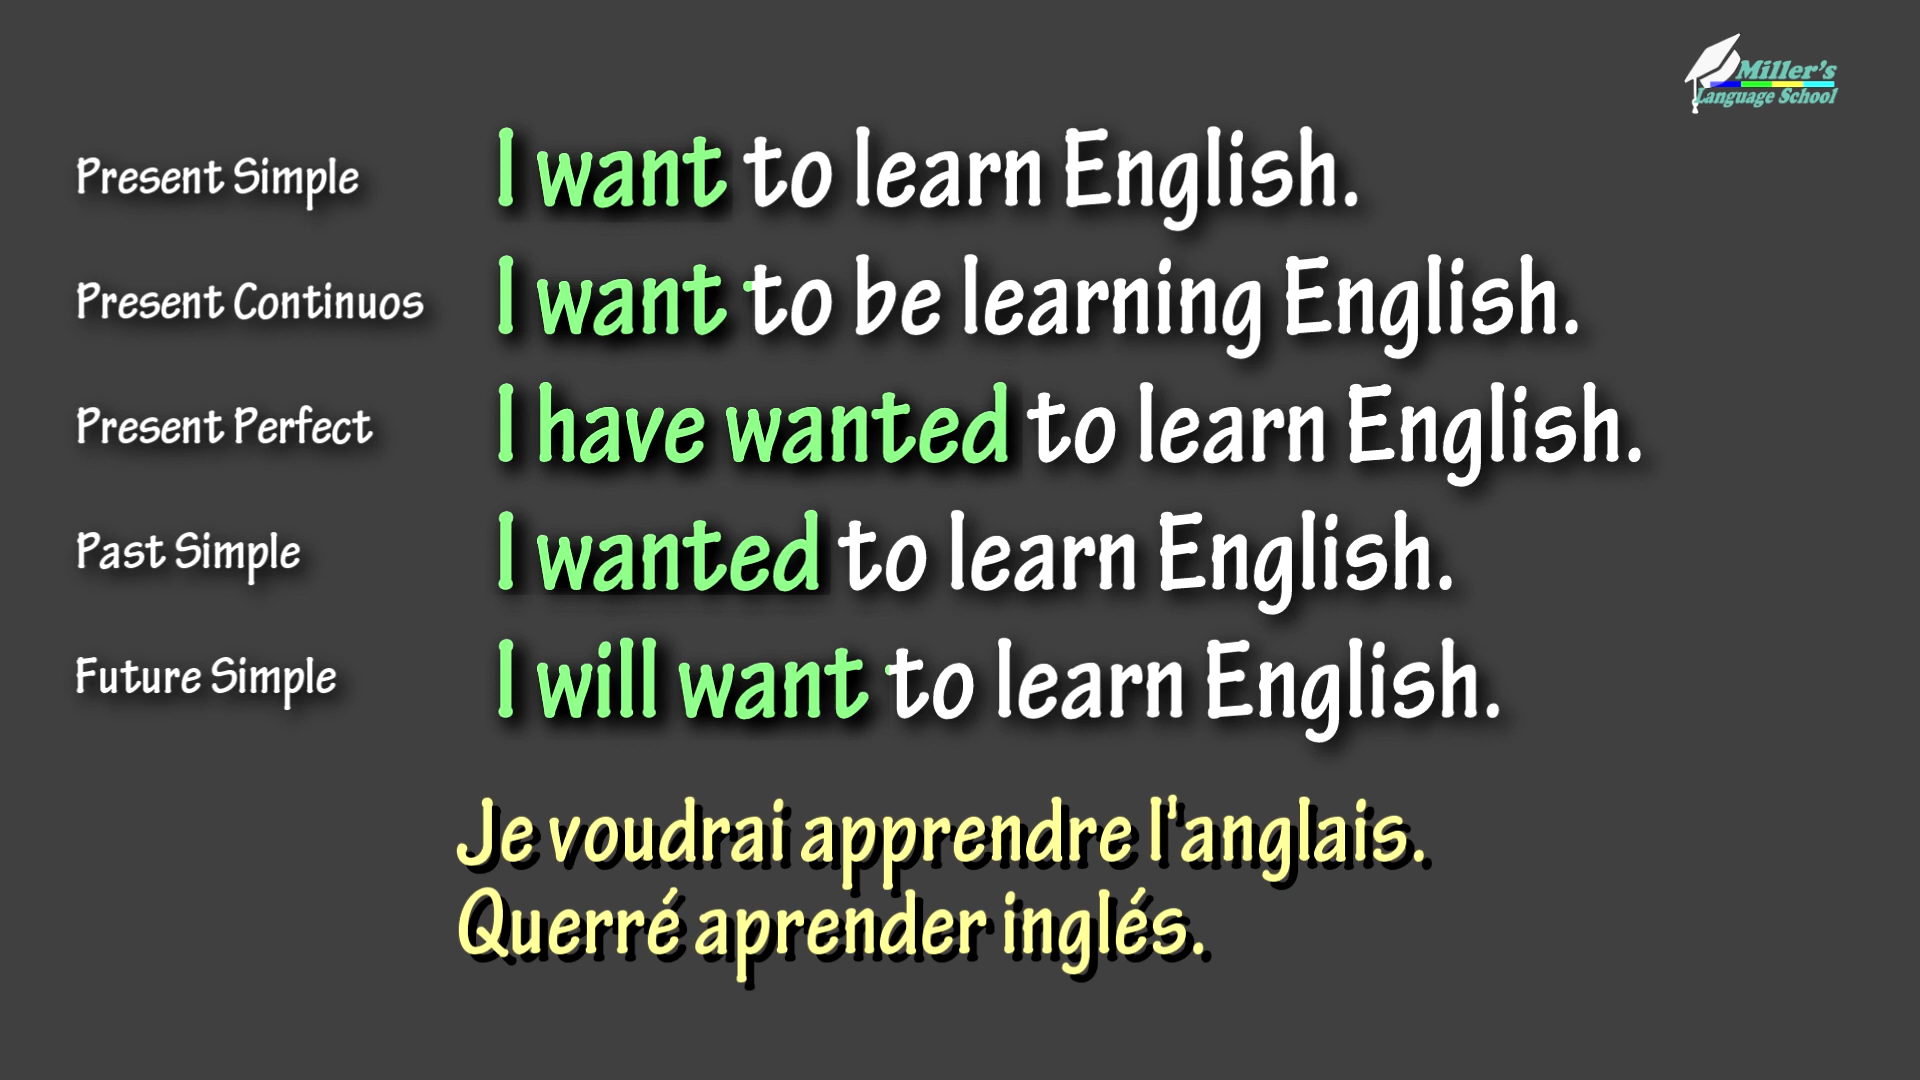 Miller's
Language School
Present Simple I want to learn English.
Present Continuos I want to be learning English.
Present Perfect I have wanted to learn English.
Past Simple I wanted to learn English.
Future Simple I will want to learn English.
Je voudrai apprendre l'anglais.
Querré aprender inglés.